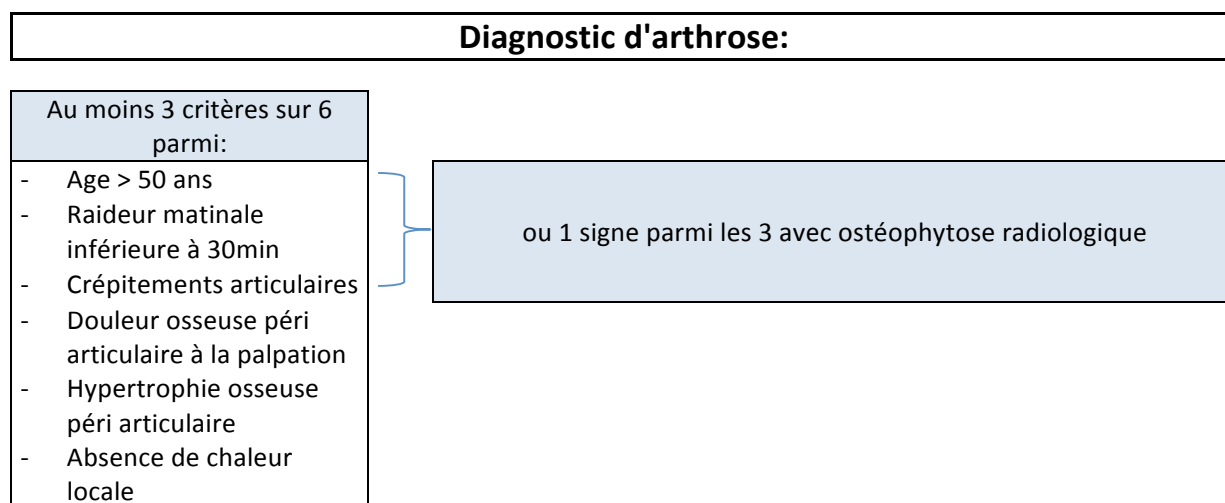 Diagnostic d'arthrose:
Au moins 3 critères sur 6
parmi:
- Age > 50 ans
- Raideur matinale
inférieure à 30min
- Crépitements articulaires
- Douleur osseuse péri
articulaire à la palpation
- Hypertrophie osseuse
péri articulaire
- Absence de chaleur
locale
ou 1 signe parmi les 3 avec ostéophytose radiologique